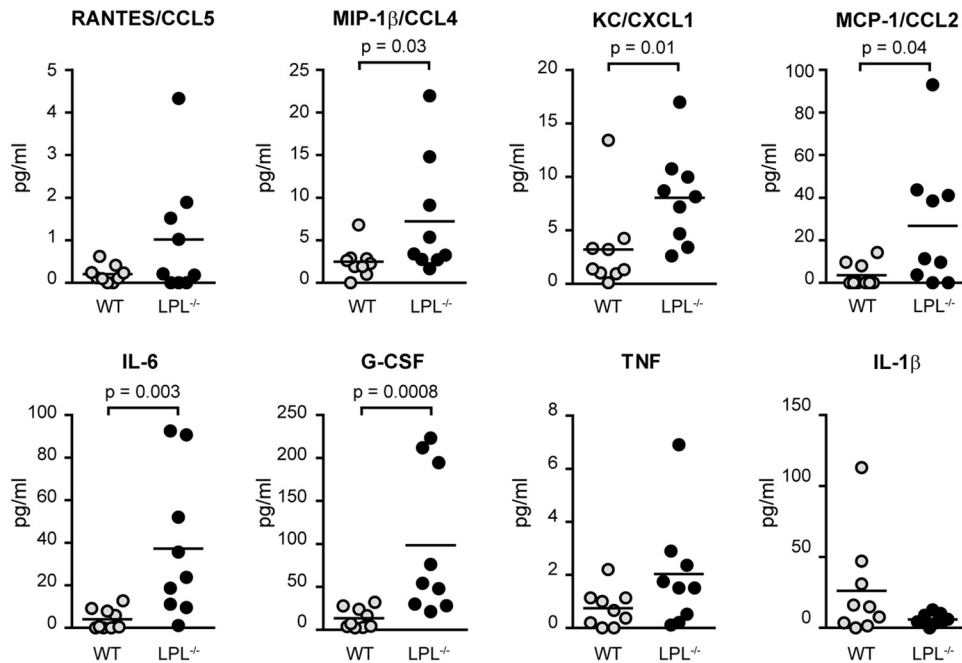 RANTES/CCL5
pg/ml
5
4
3
2
1
0
WT LPL-/-
MIP-1β/CCL4
p = 0.03
pg/ml
25
20
15
10
5
0
WT LPL-/-
KC/CXCL1
p = 0.01
pg/ml
20
15
10
5
0
WT LPL-/-
MCP-1/CCL2
p = 0.04
pg/ml
100
80
60
40
20
0
WT LPL-/-
IL-6
p = 0.003
pg/ml
100
80
60
40
20
0
WT LPL-/-
G-CSF
p = 0.0008
pg/ml
250
200
150
100
50
0
WT LPL-/-
TNF
pg/ml
8
6
4
2
0
WT LPL-/-
IL-1β
pg/ml
150
100
50
0
WT LPL-/-